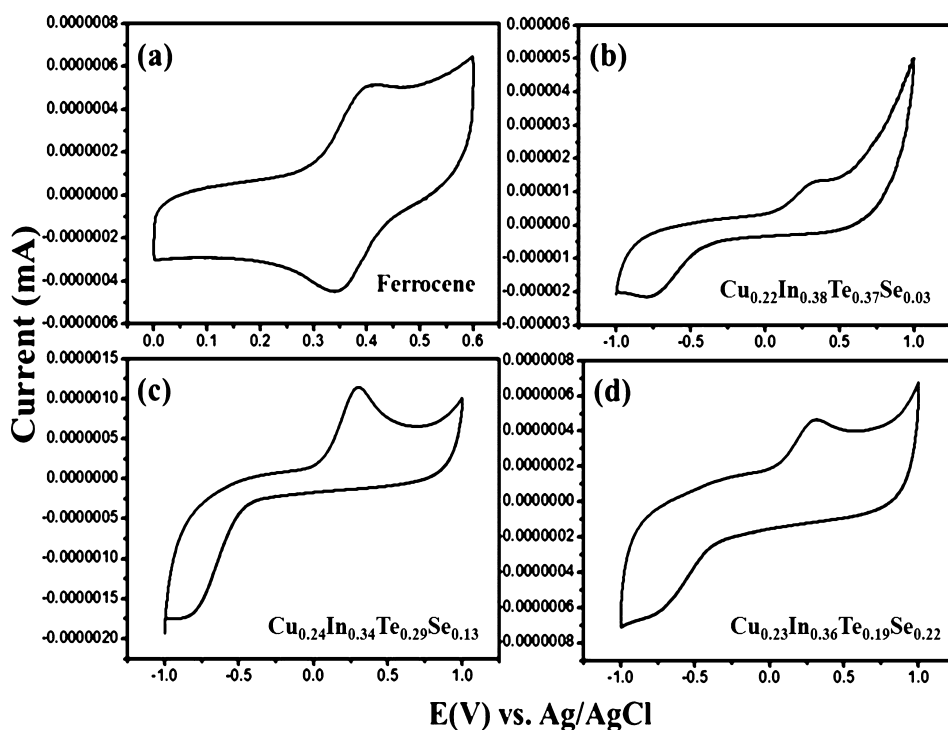 Current (mA)
(a)
0.0000008
0.0000006
0.0000004
0.0000002
0.0000000
-0.0000002
-0.0000004
-0.0000006
0.0 0.1 0.2 0.3 0.4 0.5 0.6
Ferrocene
(b)
0.000006
0.000005
0.000004
0.000003
0.000002
0.000001
0.000000
-0.000001
-0.000002
-0.000003
-1.0 -0.5 0.0 0.5 1.0
Cu0.22In0.38Te0.37Se0.03
(c)
0.0000015
0.0000010
0.0000005
0.0000000
-0.0000005
-0.0000010
-0.0000015
-0.0000020
-1.0 -0.5 0.0 0.5 1.0
Cu0.24In0.34Te0.29Se0.13
(d)
0.0000008
0.0000006
0.0000004
0.0000002
0.0000000
-0.0000002
-0.0000004
-0.0000006
-0.0000008
-1.0 -0.5 0.0 0.5 1.0
Cu0.23In0.36Te0.19Se0.22
E(V) vs. Ag/AgCl